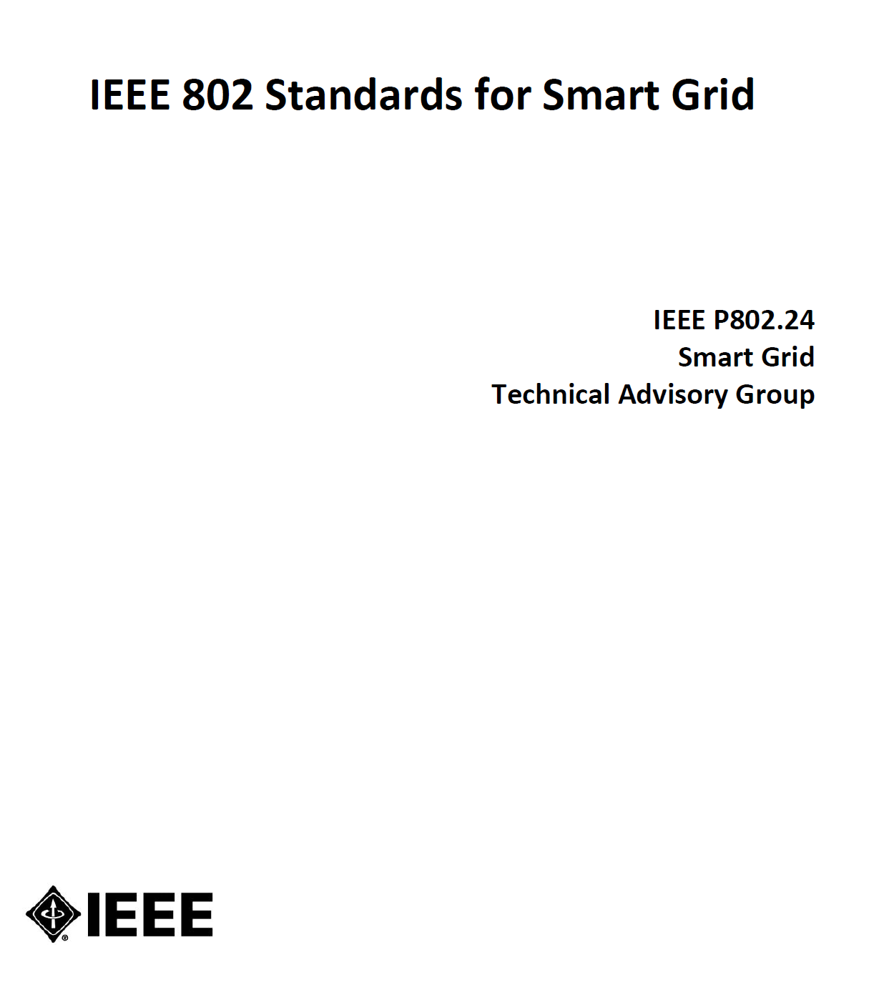 IEEE 802 Standards for Smart Grid
IEEE P802.24
Smart Grid
Technical Advisory Group
IEEE
®